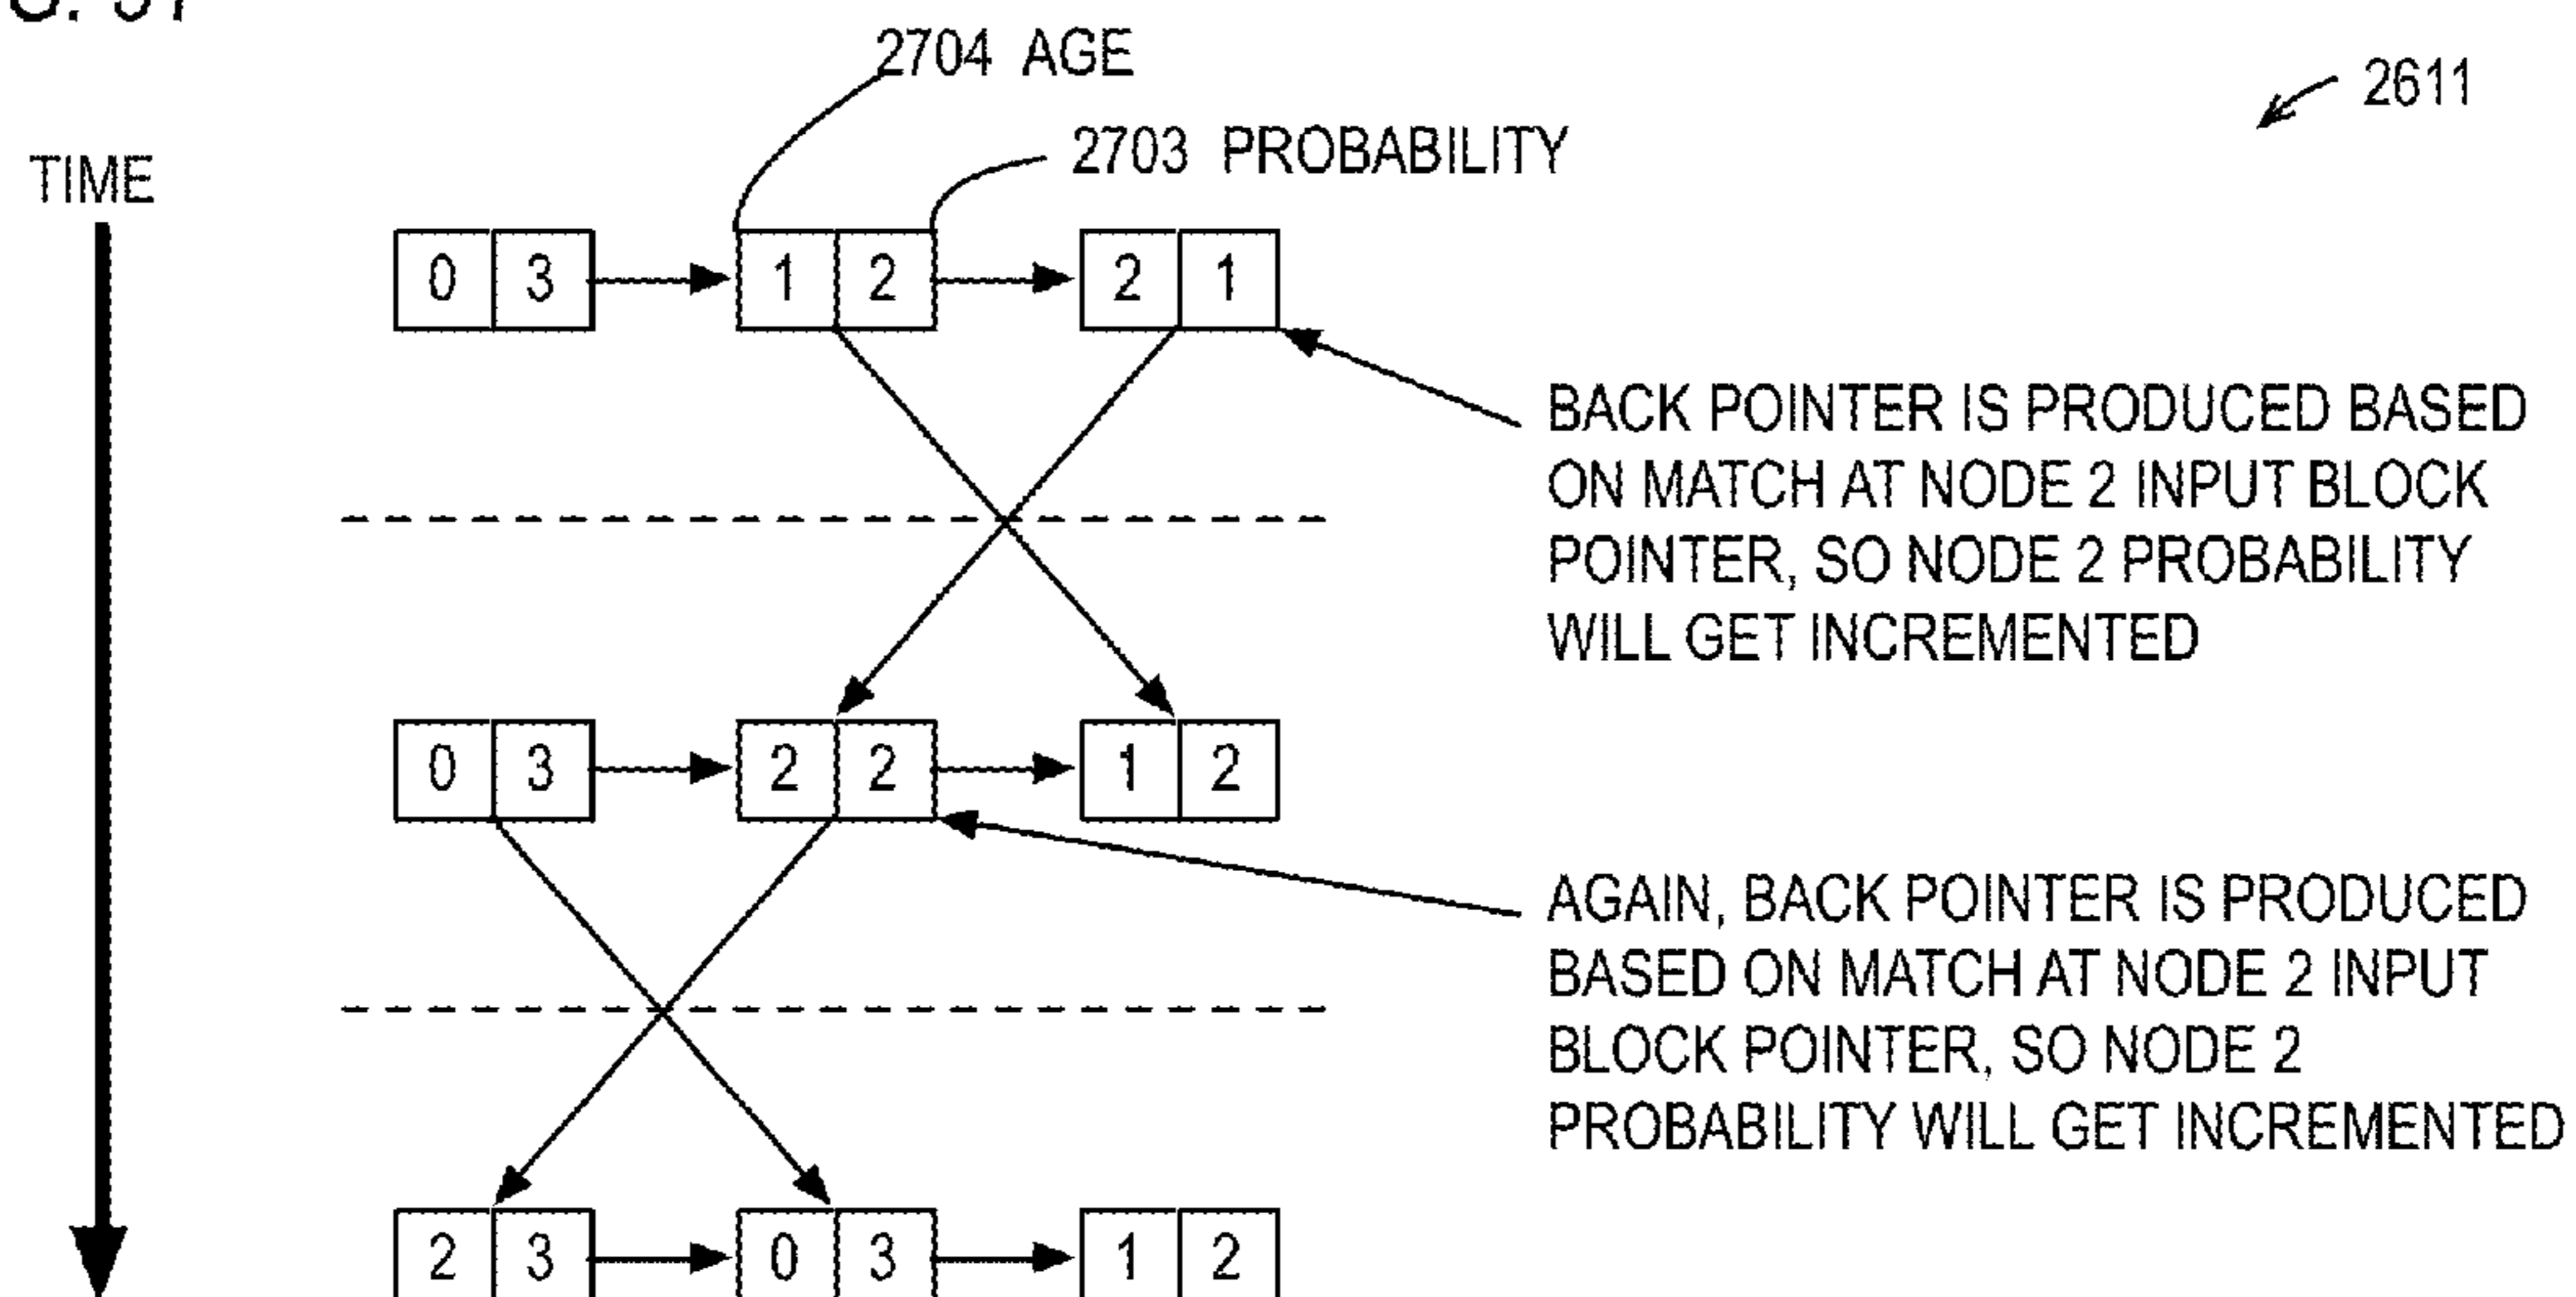 2704 AGE
2611
2703 PROBABILITY
TIME
0 3 1 2 2 1
BACK POINTER IS PRODUCED BASED
ON MATCH AT NODE 2 INPUT BLOCK
POINTER, SO NODE 2 PROBABILITY
WILL GET INCREMENTED
0 3 2 2 1 2
AGAIN, BACK POINTER IS PRODUCED
BASED ON MATCH AT NODE 2 INPUT
BLOCK POINTER, SO NODE 2
PROBABILITY WILL GET INCREMENTED
2 3 0 3 1 2